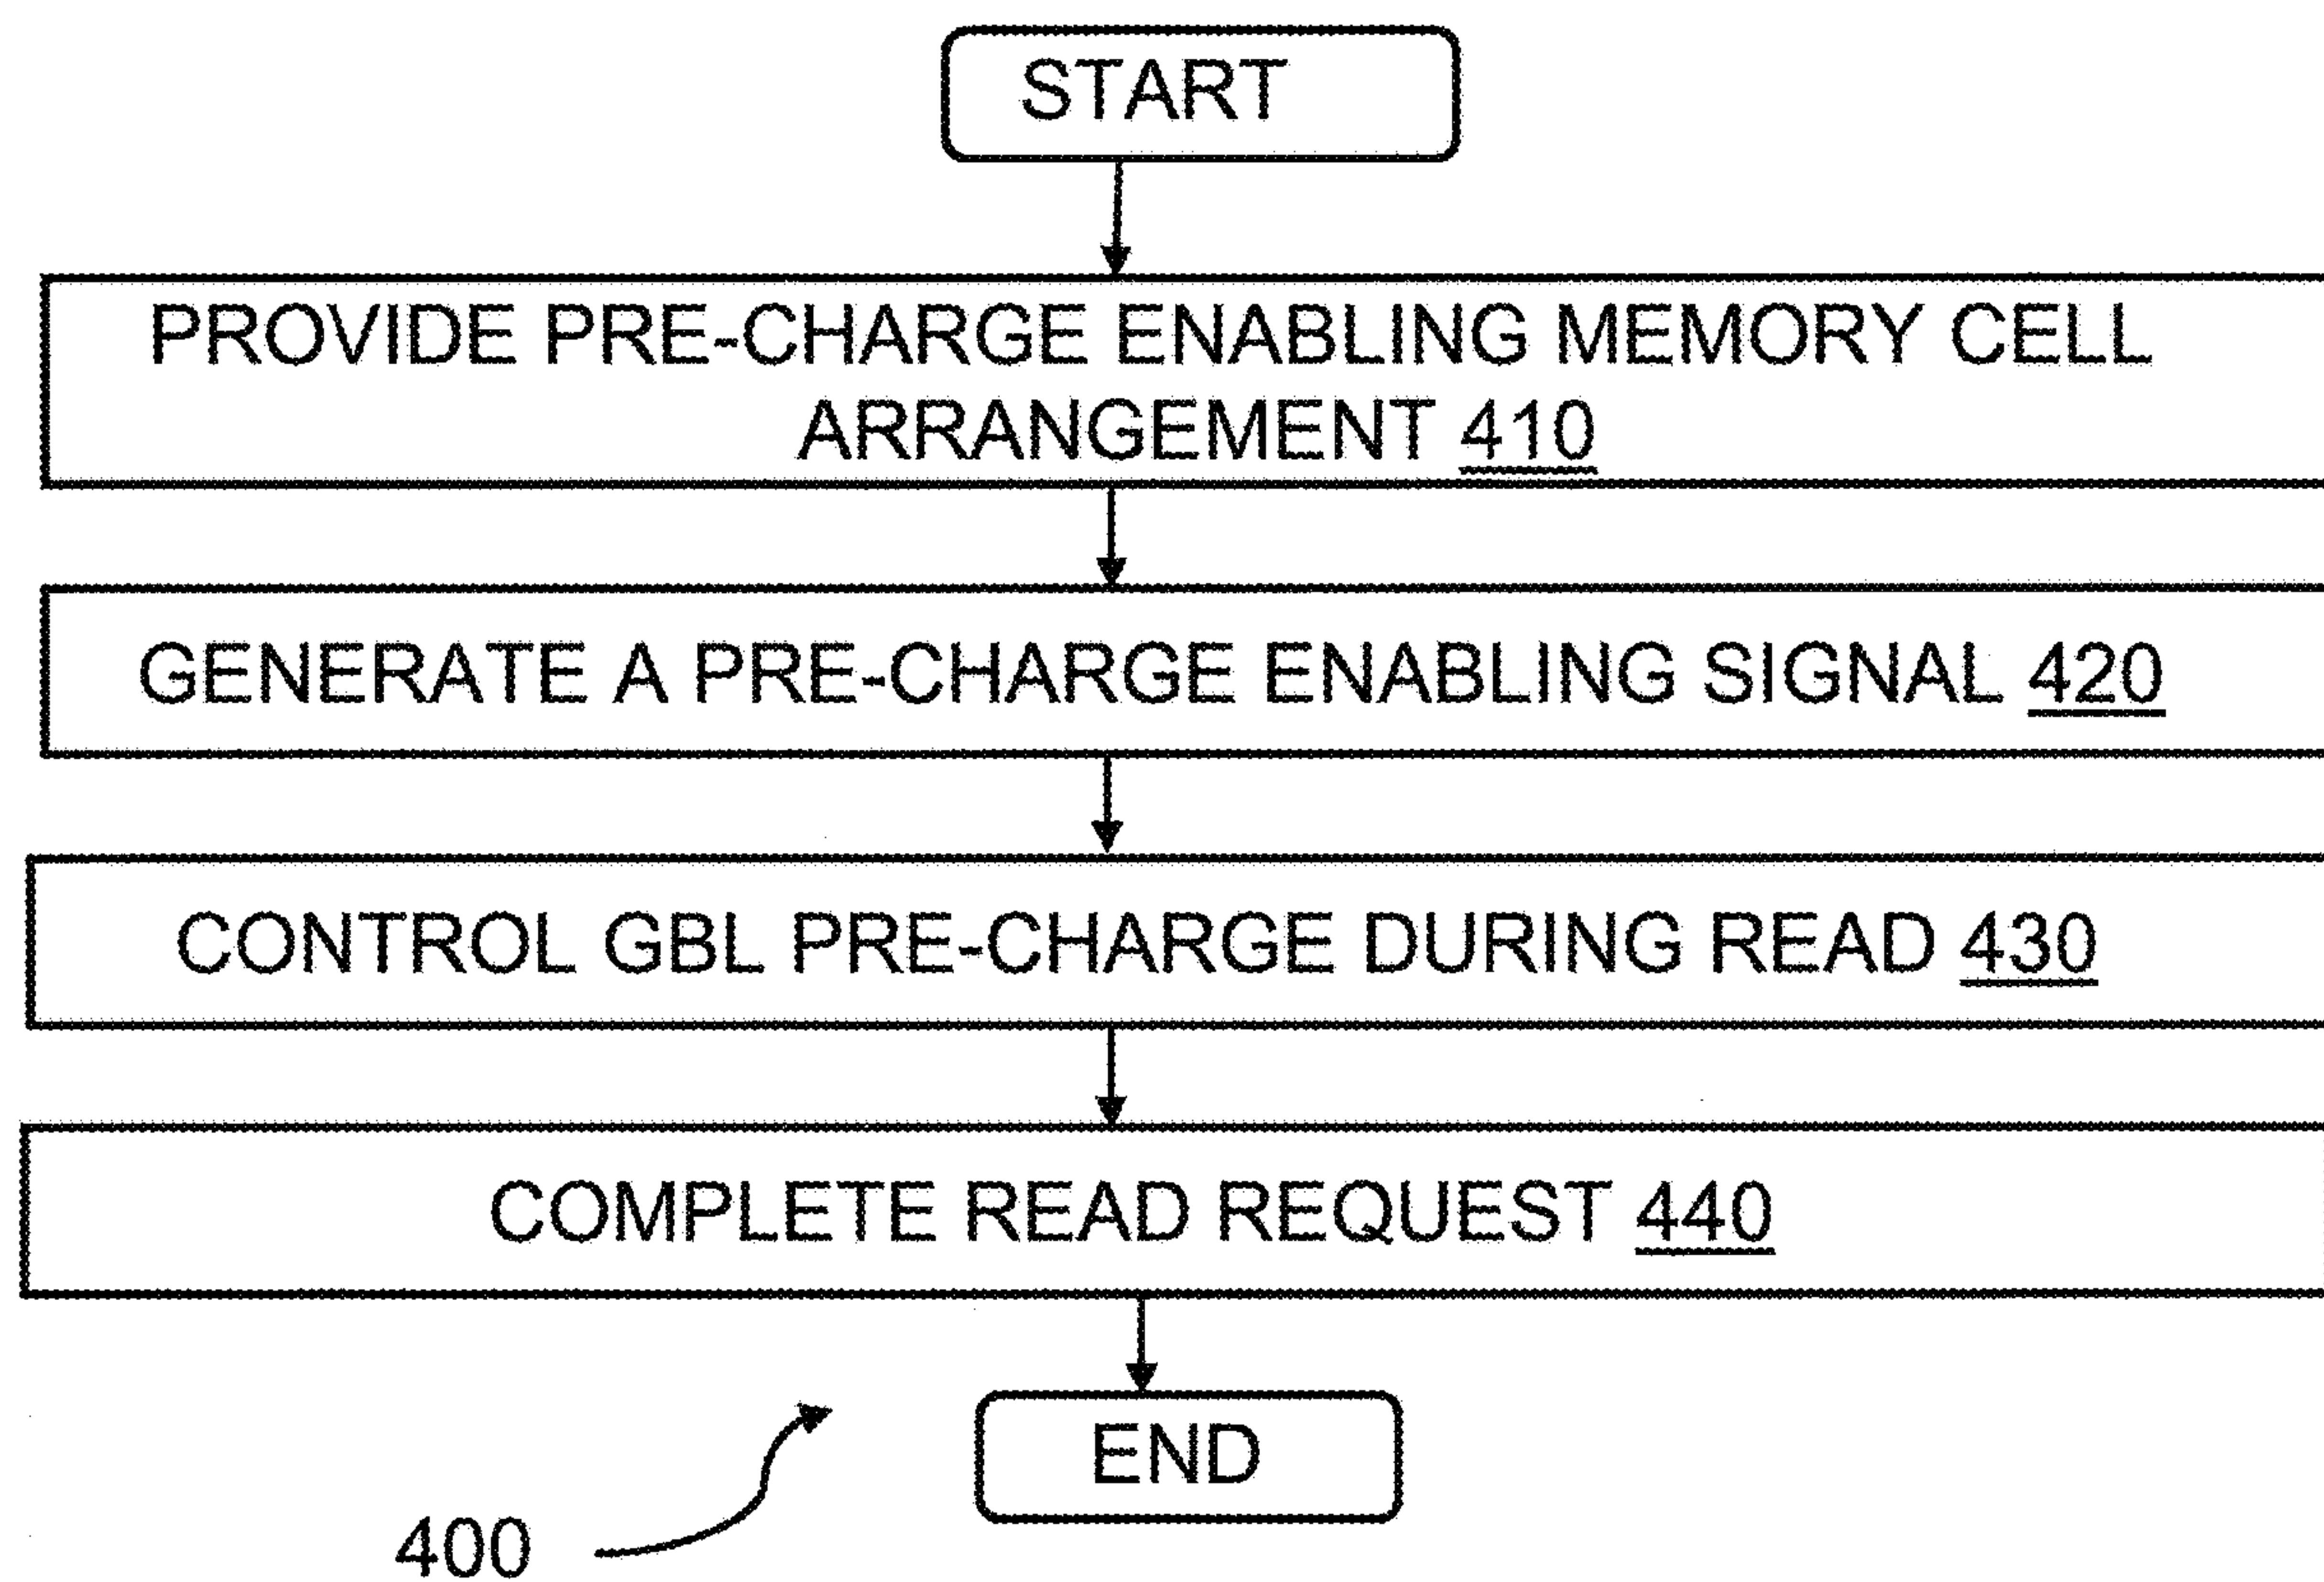 START
PROVIDE PRE-CHARGE ENABLING MEMORY CELL
ARRANGEMENT 410
GENERATE A PRE-CHARGE ENABLING SIGNAL 420
CONTROL GBL PRE-CHARGE DURING READ 430
COMPLETE READ REQUEST 440
END
400